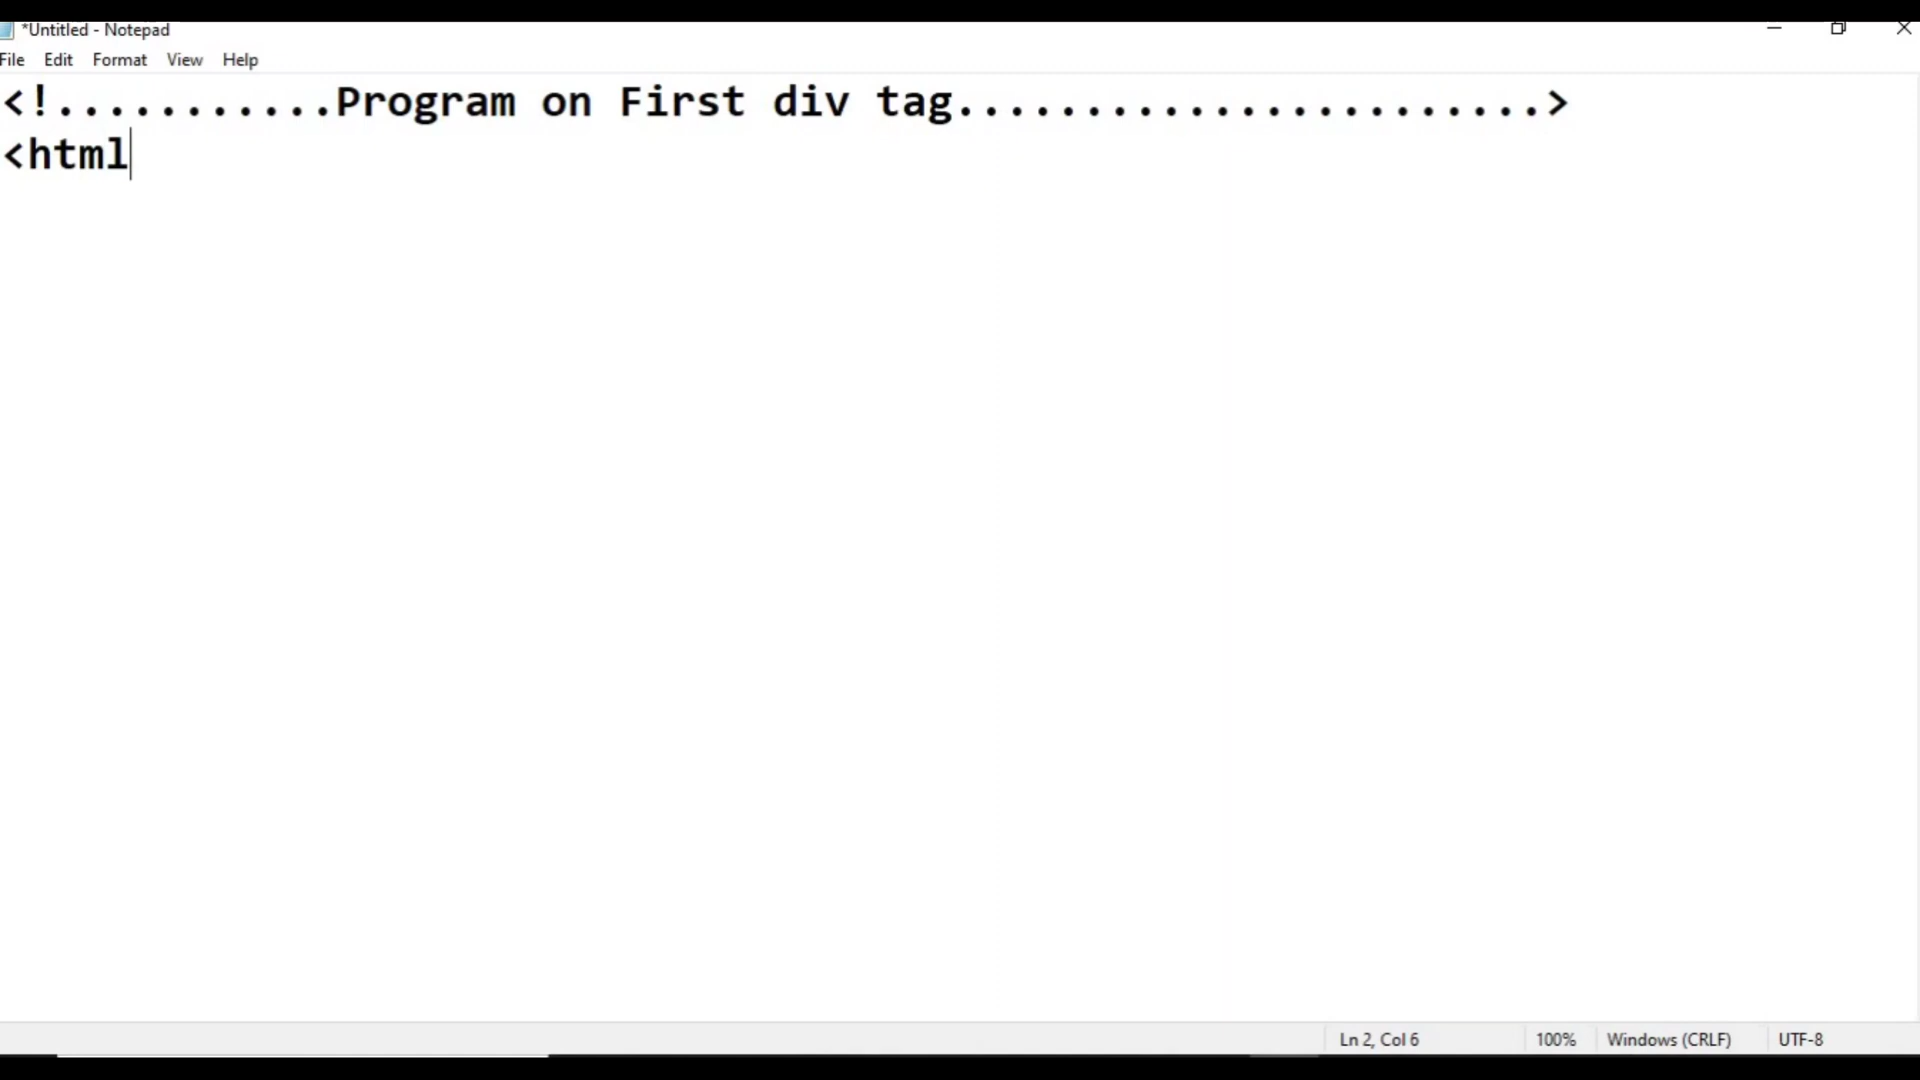 *Untitled - Notepad
File Edit Format View Help
<!...........Program on First div tag.......................>
<html
Ln 2, Col 6 100% Windows (CRLF) UTF-8